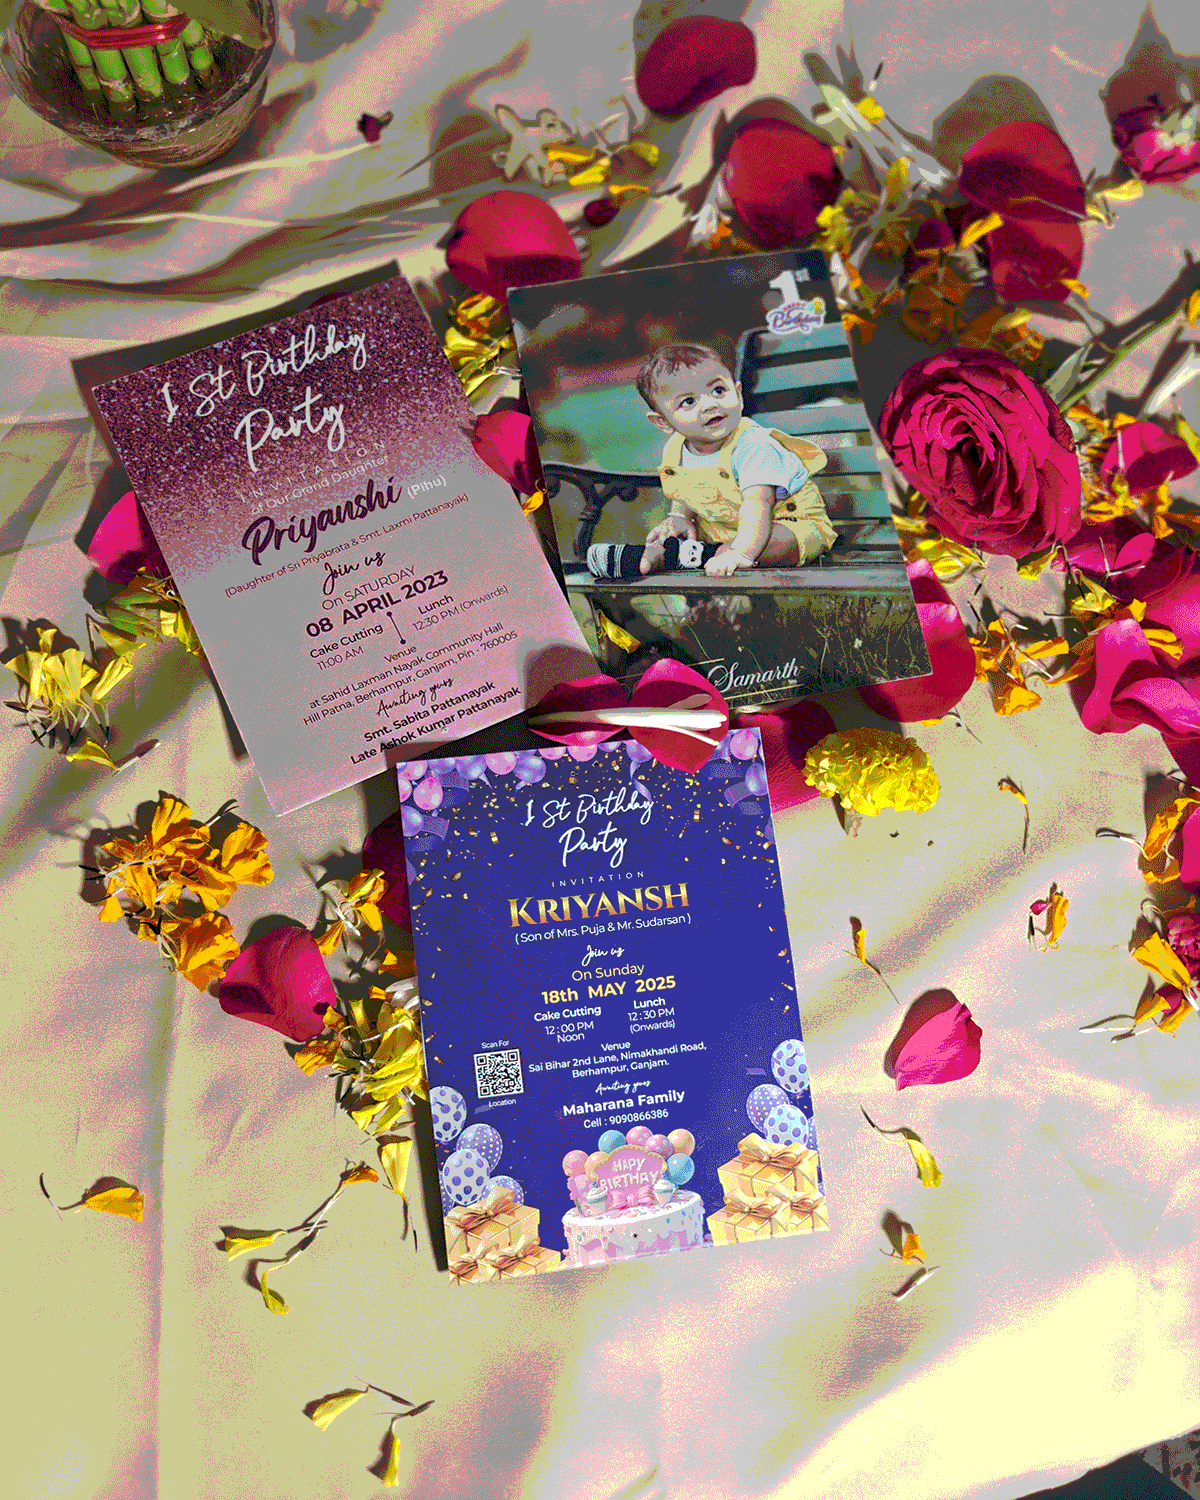 1 St Birthday
Party
INVITATION
of Our Grand Daughter
Priyanshi (Pihu)
(Daughter of Sri Priyabrata & Smt. Laxmi Pattanayak)
Join us
On SATURDAY
08 APRIL 2023
Cake Cutting
11:00 AM
Lunch
12:30 PM (Onwards)
Venue
at Sahid Laxman Nayak Community Hall
Hill Patna, Berhampur, Ganjam, Pin - 760005
Awaiting yours
Smt. Sabita Pattanayak
Late Ashok Kumar Pattanayak
1ST
Birthday
Samarth
1 St Birthday
Party
INVITATION
KRIYANSH
( Son of Mrs. Puja & Mr. Sudarsan )
Join us
On Sunday
18th MAY 2025
Cake Cutting
12:00 PM
Noon
Lunch
12:30 PM
(Onwards)
Venue
Sai Bihar 2nd Lane, Nimakhandi Road,
Berhampur, Ganjam.
Scan For
Location
Awaiting yours
Maharana Family
Cell : 9090866386
HAPY
BIRTHAY